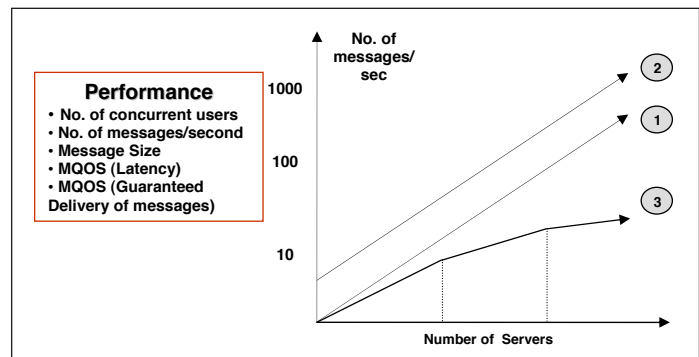 Performance
• No. of concurrent users
• No. of messages/second
• Message Size
• MQOS (Latency)
• MQOS (Guaranteed
Delivery of messages)
No. of
messages/
sec
1000
100
10
2
1
3
Number of Servers